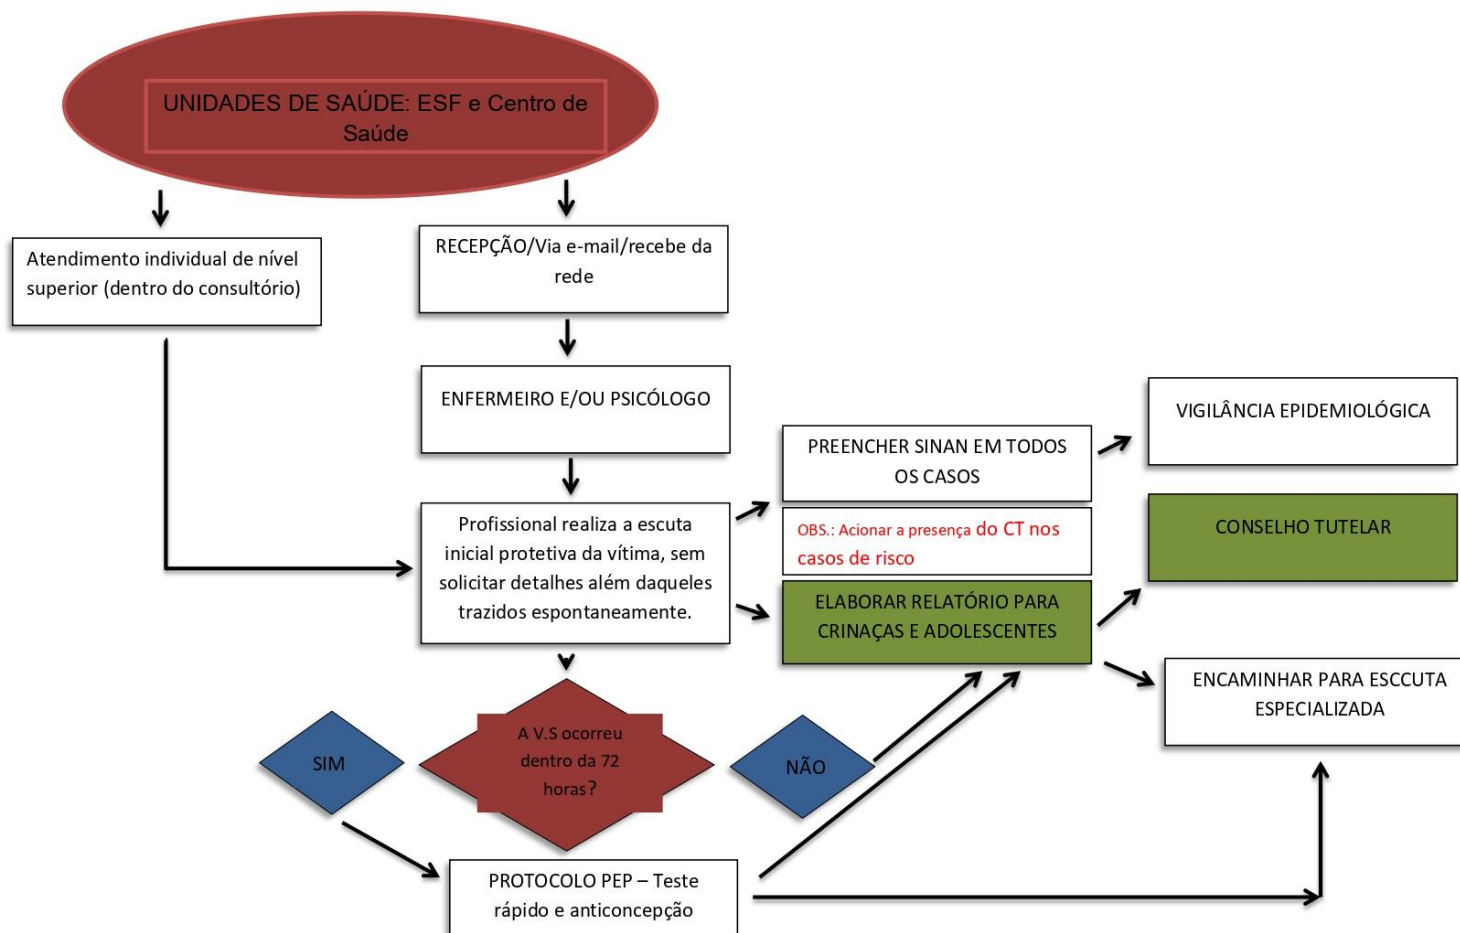 UNIDADES DE SAÚDE: ESF e Centro de
Saúde
Atendimento individual de nível
superior (dentro do consultório)
RECEPÇÃO/Via e-mail/recebe da
rede
ENFERMEIRO E/OU PSICÓLOGO
Profissional realiza a escuta
inicial protetiva da vítima, sem
solicitar detalhes além daqueles
trazidos espontaneamente.
PREENCHER SINAN EM TODOS
OS CASOS
OBS.: Acionar a presença do CT nos
casos de risco
ELABORAR RELATÓRIO PARA
CRINAÇAS E ADOLESCENTES
VIGILÂNCIA EPIDEMIOLÓGICA
CONSELHO TUTELAR
ENCAMINHAR PARA ESCCUTA
ESPECIALIZADA
SIM
A V.S ocorreu
dentro da 72
horas?
NÃO
PROTOCOLO PEP – Teste
rápido e anticoncepção